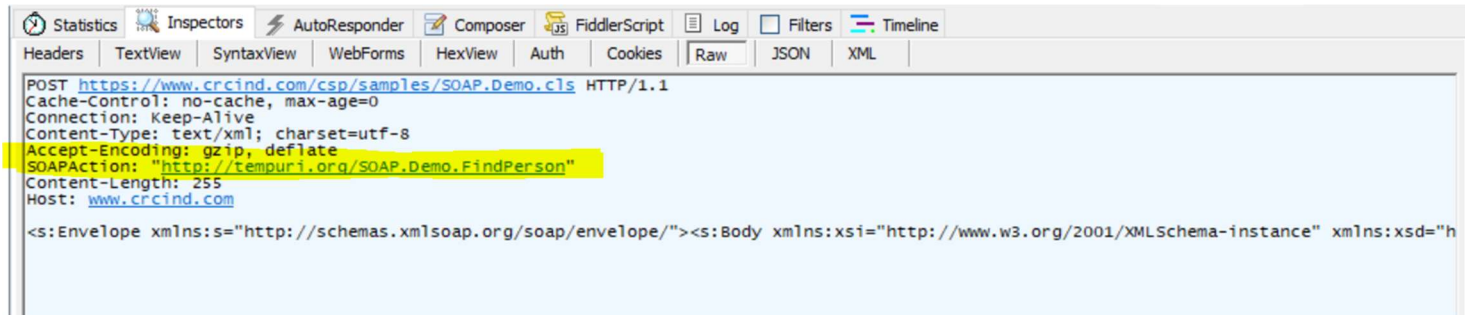 Statistics Inspectors AutoResponder Composer FiddlerScript Log Filters Timeline
Headers TextView SyntaxView WebForms HexView Auth Cookies Raw JSON XML
POST https://www.crcind.com/csp/samples/SOAP.Demo.cls HTTP/1.1
Cache-Control: no-cache, max-age=0
Connection: Keep-Alive
Content-Type: text/xml; charset=utf-8
Accept-Encoding: gzip, deflate
SOAPAction: "http://tempuri.org/SOAP.Demo.FindPerson"
Content-Length: 255
Host: www.crcind.com
<s:Envelope xmlns:s="http://schemas.xmlsoap.org/soap/envelope/"><s:Body xmlns:xsi="http://www.w3.org/2001/XMLSchema-instance" xmlns:xsd="h